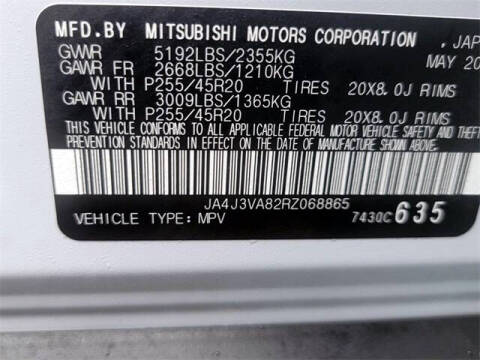 MFD.BY MITSUBISHI MOTORS CORPORATION , JAP
GVWR 5192LBS/2355KG MAY 20
GAWR FR 2668LBS/1210KG
WITH P255/45R20 TIRES 20X8.0J RIMS
GAWR RR 3009LBS/1365KG
WITH P255/45R20 TIRES 20X8.0J RIMS
THIS VEHICLE CONFORMS TO ALL APPLICABLE FEDERAL MOTOR VEHICLE SAFETY AND THEFT
PREVENTION STANDARDS IN EFFECT ON THE DATE OF MANUFACTURE SHOWN ABOVE.
JA4J3VA82RZ068865
VEHICLE TYPE: MPV 7430C 635